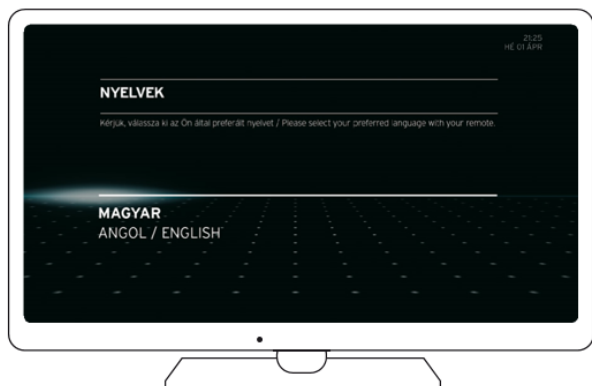 21:25
HÉ 01 ÁPR
NYELVEK
Kérjük, válassza ki az Ön által preferált nyelvet / Please select your preferred language with your remote.
MAGYAR
ANGOL / ENGLISH